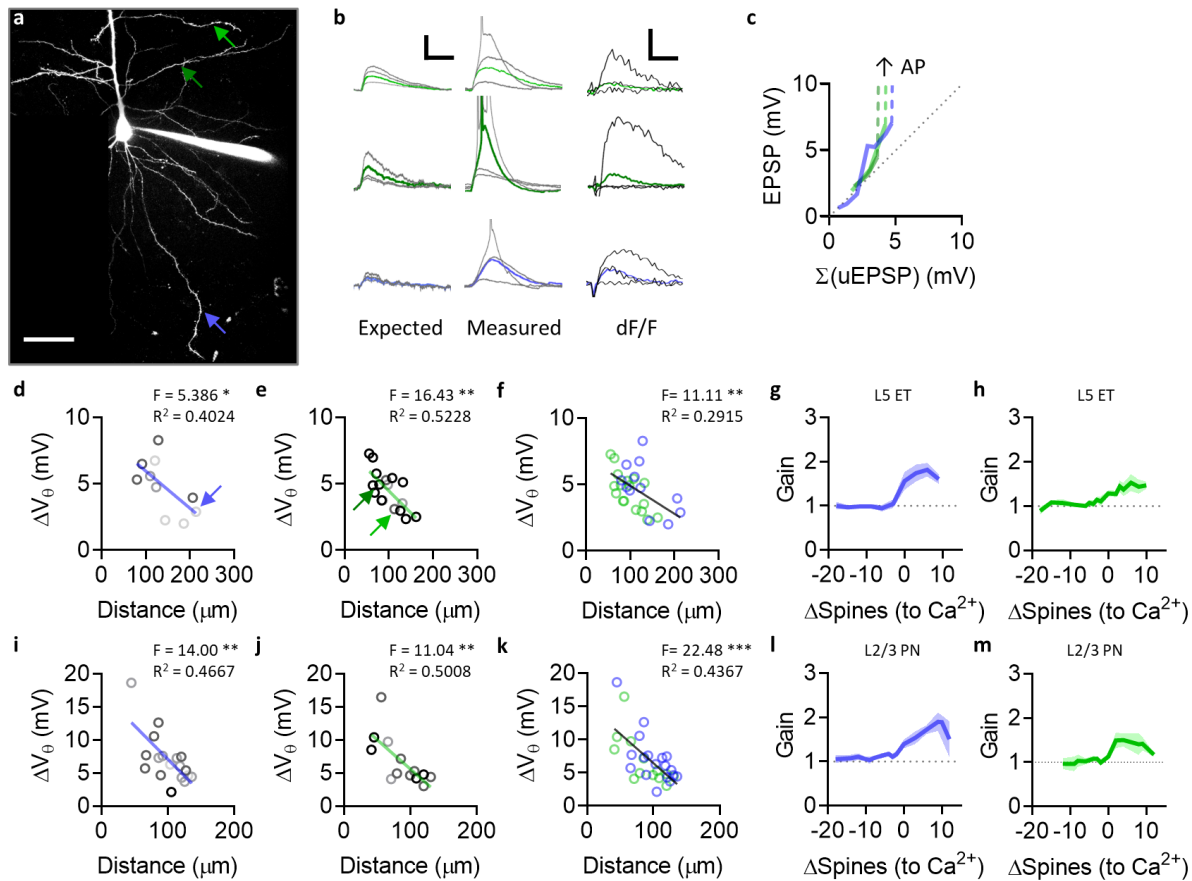 a
b
Expected
Measured
dF/F
c
↑ AP
EPSP (mV)
10
5
0
0
5
10
Σ(uEPSP) (mV)
d
F = 5.386 *
R² = 0.4024
ΔVθ (mV)
10
5
0
0
100
200
300
Distance (μm)
e
F = 16.43 **
R² = 0.5228
ΔVθ (mV)
10
5
0
0
100
200
300
Distance (μm)
f
F= 11.11 **
R² = 0.2915
ΔVθ (mV)
10
5
0
0
100
200
300
Distance (μm)
g
L5 ET
Gain
3
2
1
0
-20
-10
0
10
ΔSpines (to Ca²⁺)
h
L5 ET
Gain
3
2
1
0
-20
-10
0
10
ΔSpines (to Ca²⁺)
i
F = 14.00 **
R² = 0.4667
ΔVθ (mV)
20
15
10
5
0
0
100
200
Distance (μm)
j
F = 11.04 **
R² = 0.5008
ΔVθ (mV)
20
15
10
5
0
0
100
200
Distance (μm)
k
F= 22.48 ***
R² = 0.4367
ΔVθ (mV)
20
15
10
5
0
0
100
200
Distance (μm)
l
L2/3 PN
Gain
3
2
1
0
-20
-10
0
10
ΔSpines (to Ca²⁺)
m
L2/3 PN
Gain
3
2
1
0
-20
-10
0
10
ΔSpines (to Ca²⁺)